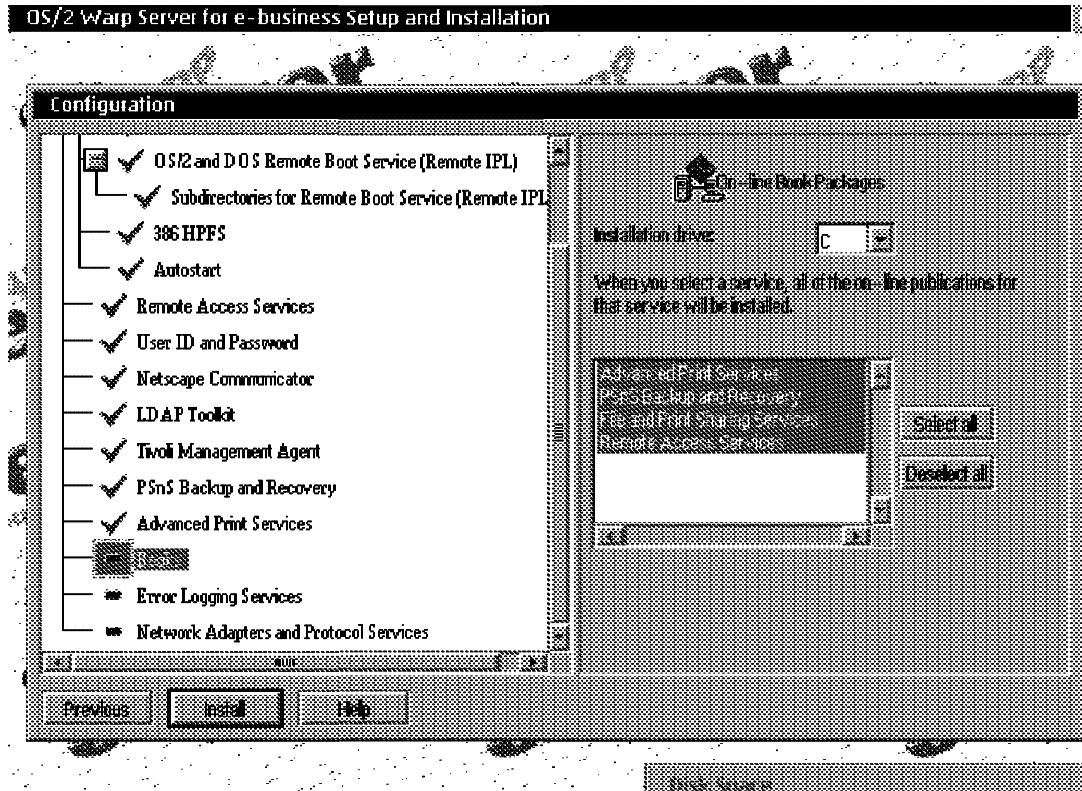 OS/2 Warp Server for e-business Setup and Installation
Configuration
OS/2 and DOS Remote Boot Service (Remote IPL)
Subdirectories for Remote Boot Service (Remote IPL
386 HPFS
Autostart
Remote Access Services
User ID and Password
Netscape Communicator
LDAP Toolkit
Tivoli Management Agent
PSnS Backup and Recovery
Advanced Print Services
Books
Error Logging Services
Network Adapters and Protocol Services
On-line Book Packages
Installation drive:
C
When you select a service, all of the on-line publications for
that service will be installed.
Advanced Print Services
PSnS Backup and Recovery
File and Print Sharing Services
Remote Access Services
Select all
Deselect all
Previous
Install
Help
Disk Space